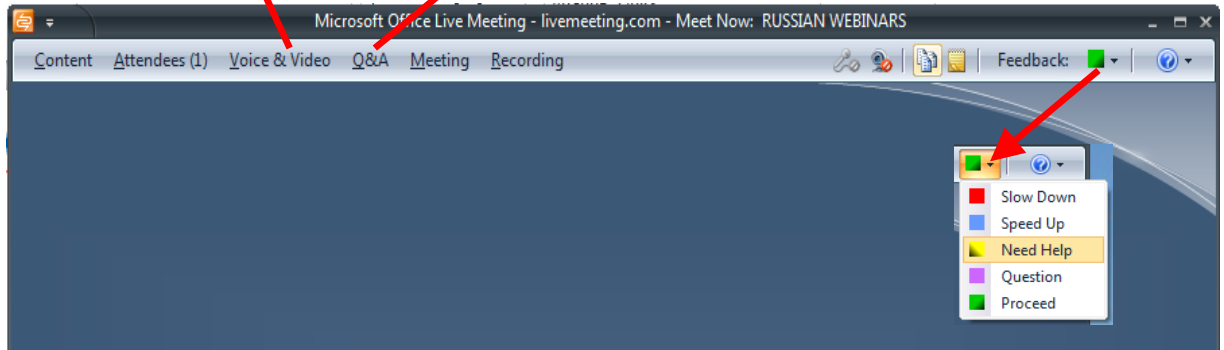 Microsoft Office Live Meeting - livemeeting.com - Meet Now: RUSSIAN WEBINARS
Content Attendees (1) Voice & Video Q&A Meeting Recording Feedback:
Slow Down
Speed Up
Need Help
Question
Proceed